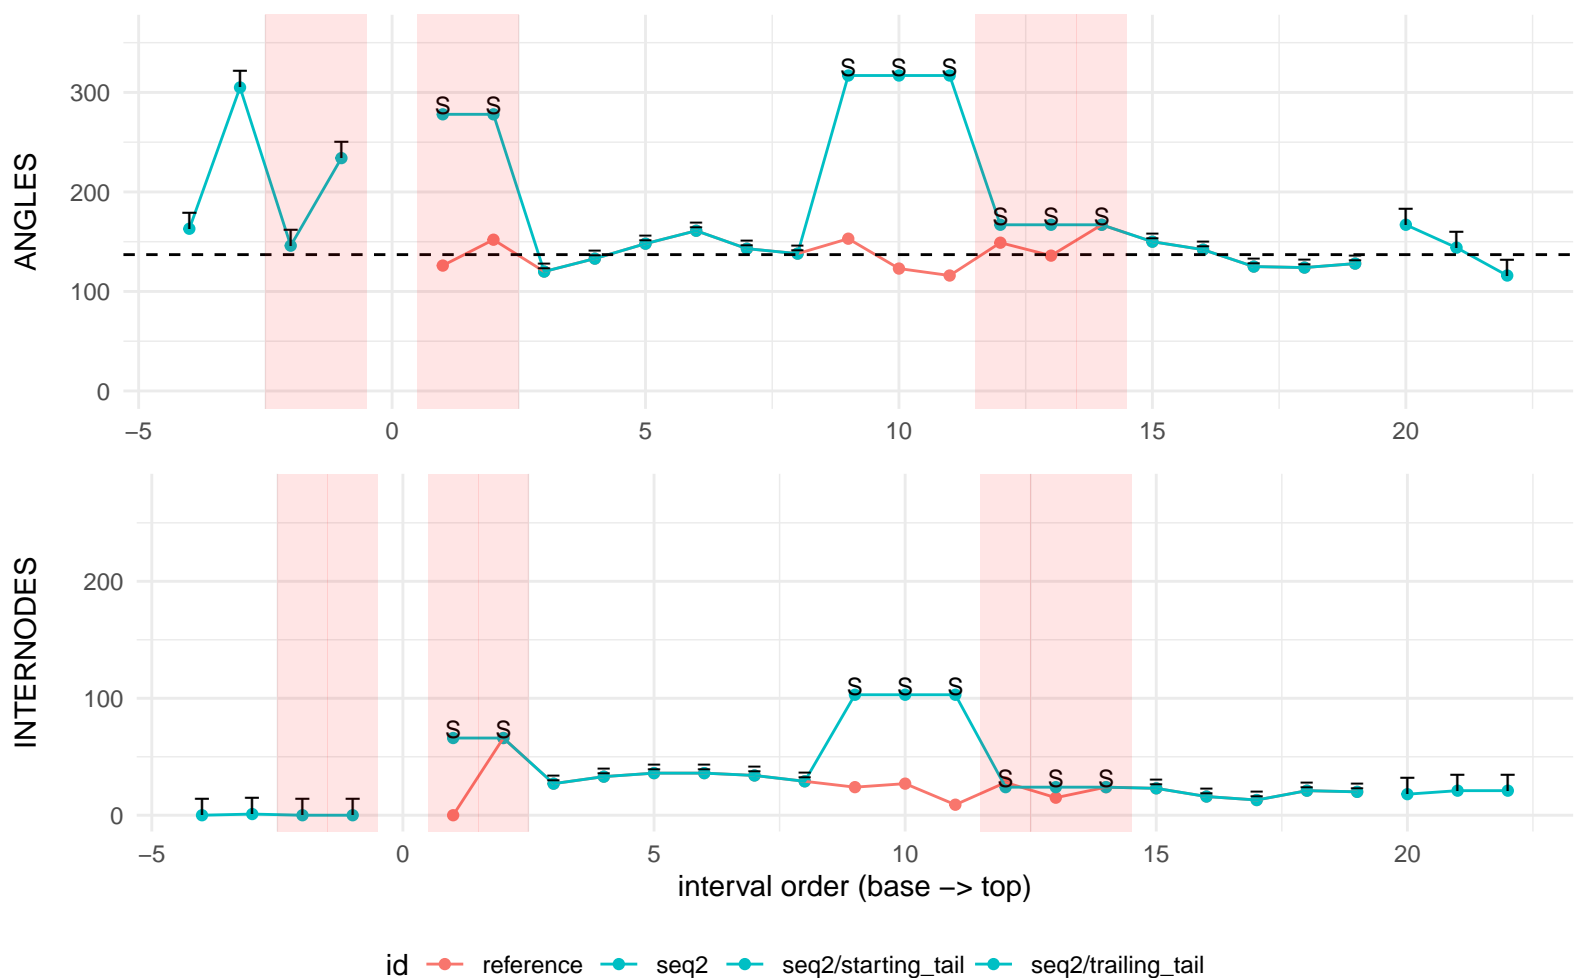 ANGLES
300
200
100
0
T T T T S S = = = = = = S S S S S S = = = = = T T T
−5 0 5 10 15 20
INTERNODES
200
100
0
T T T T S S = = = = = = S S S S S S = = = = = T T T
−5 0 5 10 15 20
interval order (base −> top)
id reference seq2 seq2/starting_tail seq2/trailing_tail